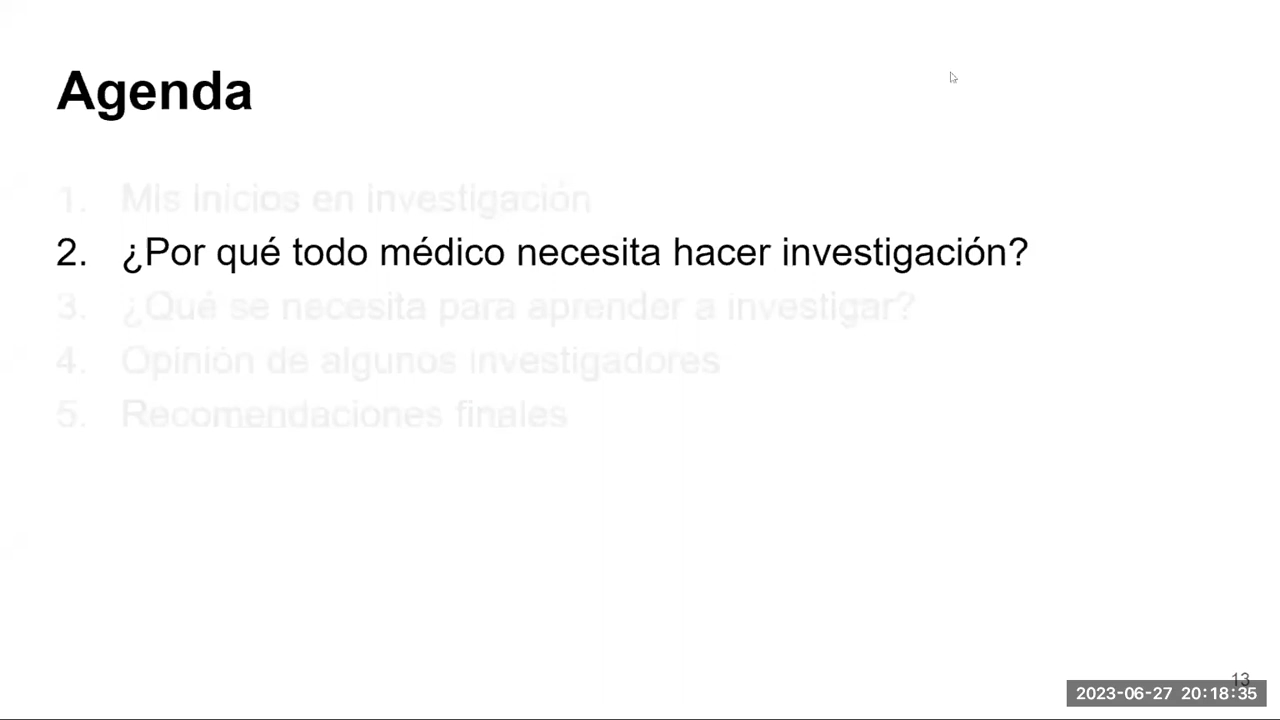 Agenda
1. Mis inicios en investigación
2. ¿Por qué todo médico necesita hacer investigación?
3. ¿Qué se necesita para aprender a investigar?
4. Opinión de algunos investigadores
5. Recomendaciones finales
13
2023-06-27 20:18:35